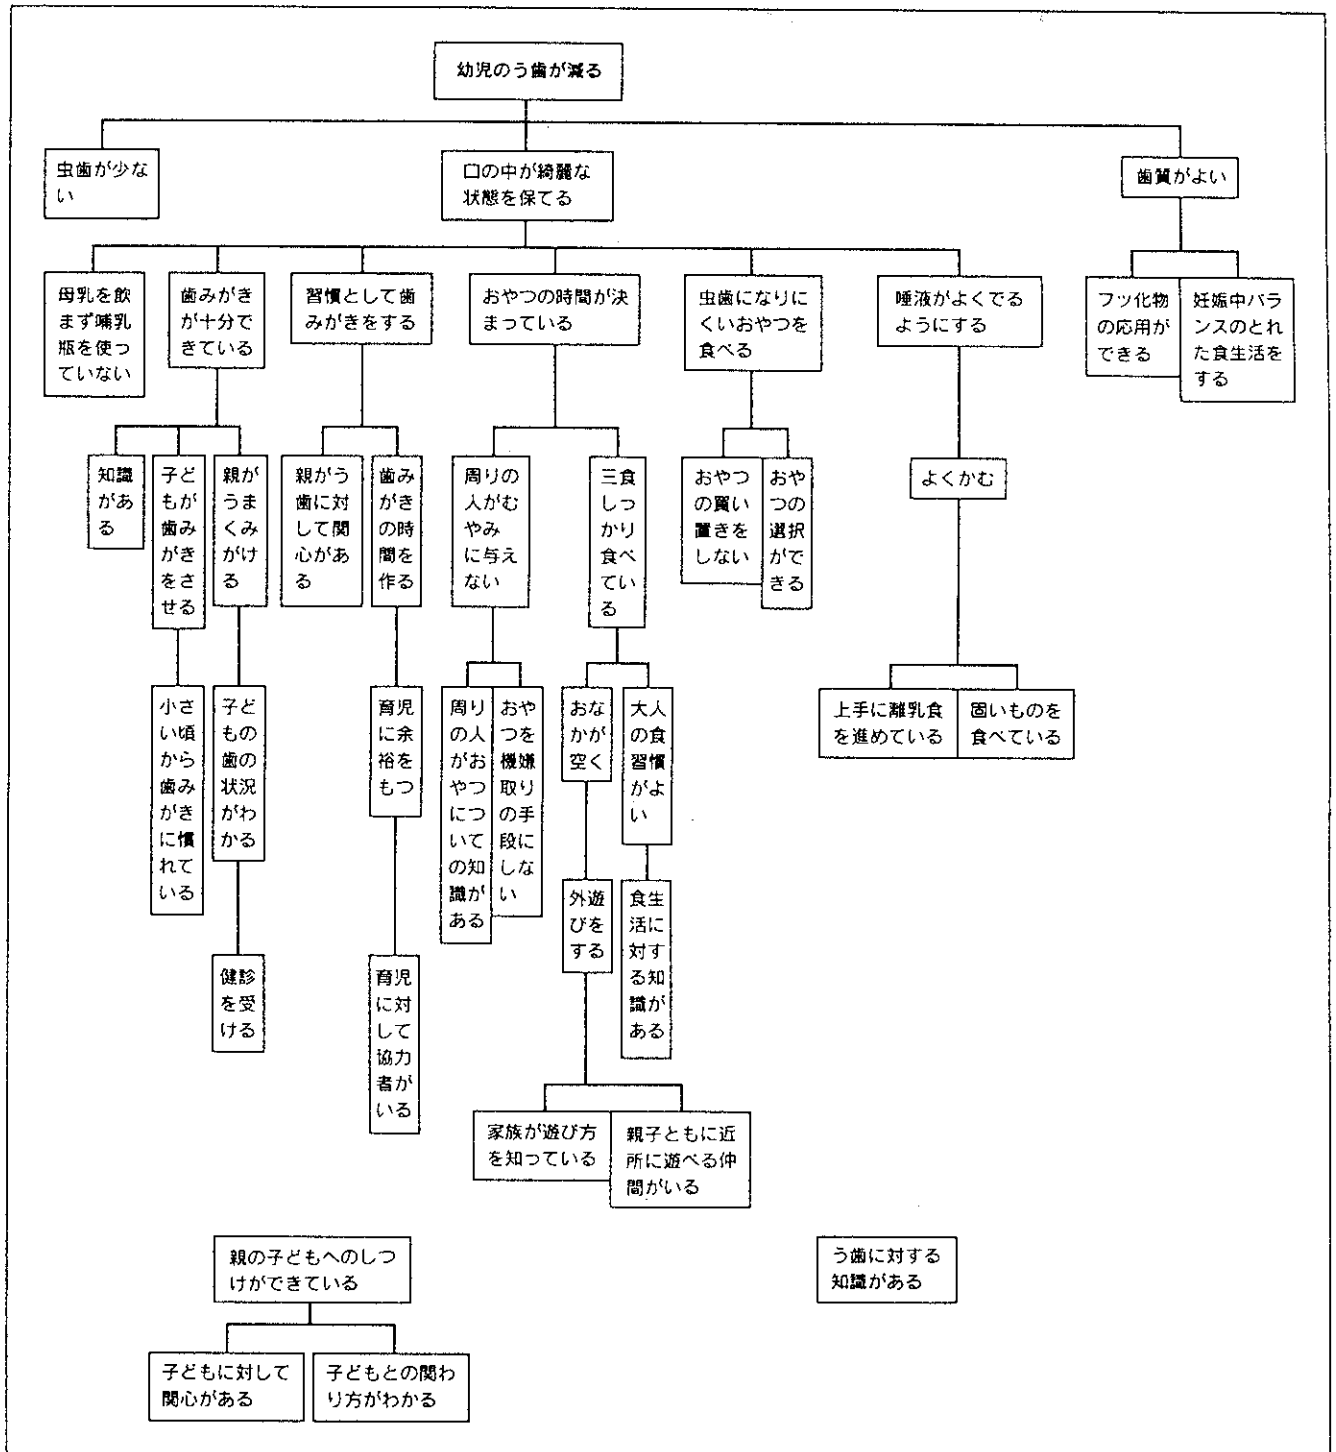 幼児のう歯が減る
虫歯が少な
い
口の中が綺麗な
状態を保てる
歯質がよい
母乳を飲
まず哺乳
瓶を使っ
ていない
歯みがき
が十分で
きている
習慣として歯
みがきをする
おやつの時間が決
まっている
虫歯になりに
くいおやつを
食べる
唾液がよくでる
ようにする
フッ化物
の応用が
できる
妊娠中バラ
ンスのとれ
た食生活を
する
知識
があ
る
子ど
もが
歯み
がき
をさ
せる
親が
うま
くみ
がけ
る
親がう
歯に対
して関
心があ
る
歯み
がき
の時
間を
作る
周りの
人がむ
やみ
に与え
ない
三食
しっ
かり
食べ
てい
る
おやつ
の買い
置きを
しない
おや
つの
選択
がで
きる
よくかむ
小さ
い頃
から
歯み
がき
に慣
れて
いる
子ど
もの
歯の
状況
がわ
かる
育児
に余
裕を
もつ
周り
の人
がお
やつ
につ
いて
の知
識が
ある
おや
つを
機嫌
取り
の手
段に
しな
い
おな
かが
空く
大人
の食
習慣
がよ
い
上手に離乳食
を進めている
固いものを
食べている
外遊
びを
する
食生
活に
対す
る知
識が
ある
健診
を受
ける
育児
に対
して
協力
者が
いる
家族が遊び方
を知っている
親子ともに近
所に遊べる仲
間がいる
親の子どもへのしつ
けができている
う歯に対する
知識がある
子どもに対して
関心がある
子どもとの関わ
り方がわかる